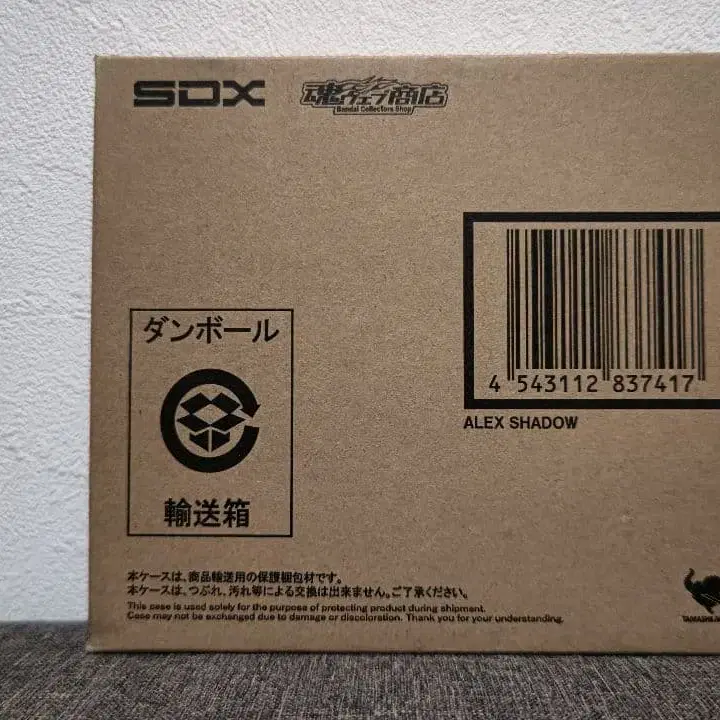 SDX
魂ウェブ商店
Bandai Collectors Shop
4 543112 837417
ALEX SHADOW
ダンボール
輸送箱
本ケースは、商品輸送用の保護梱包材です。
本ケースは、つぶれ、汚れ等による交換は出来ません。ご了承ください。
This case is used solely for the purpose of protecting product during shipment.
Case may not be exchanged due to damage or discoloration. Thank you for your understanding.